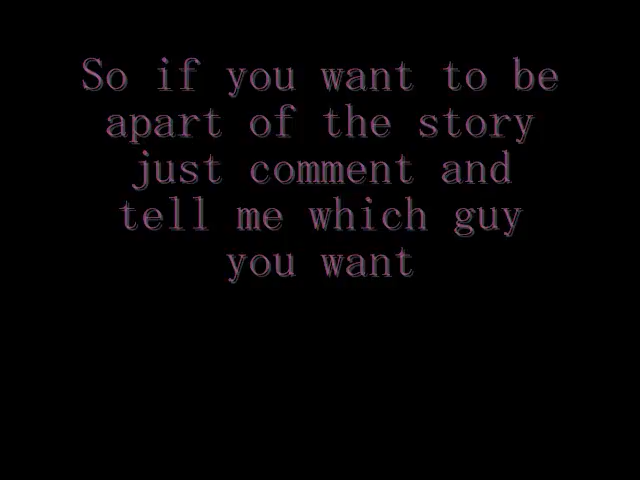 So if you want to be
apart of the story
just comment and
tell me which guy
you want